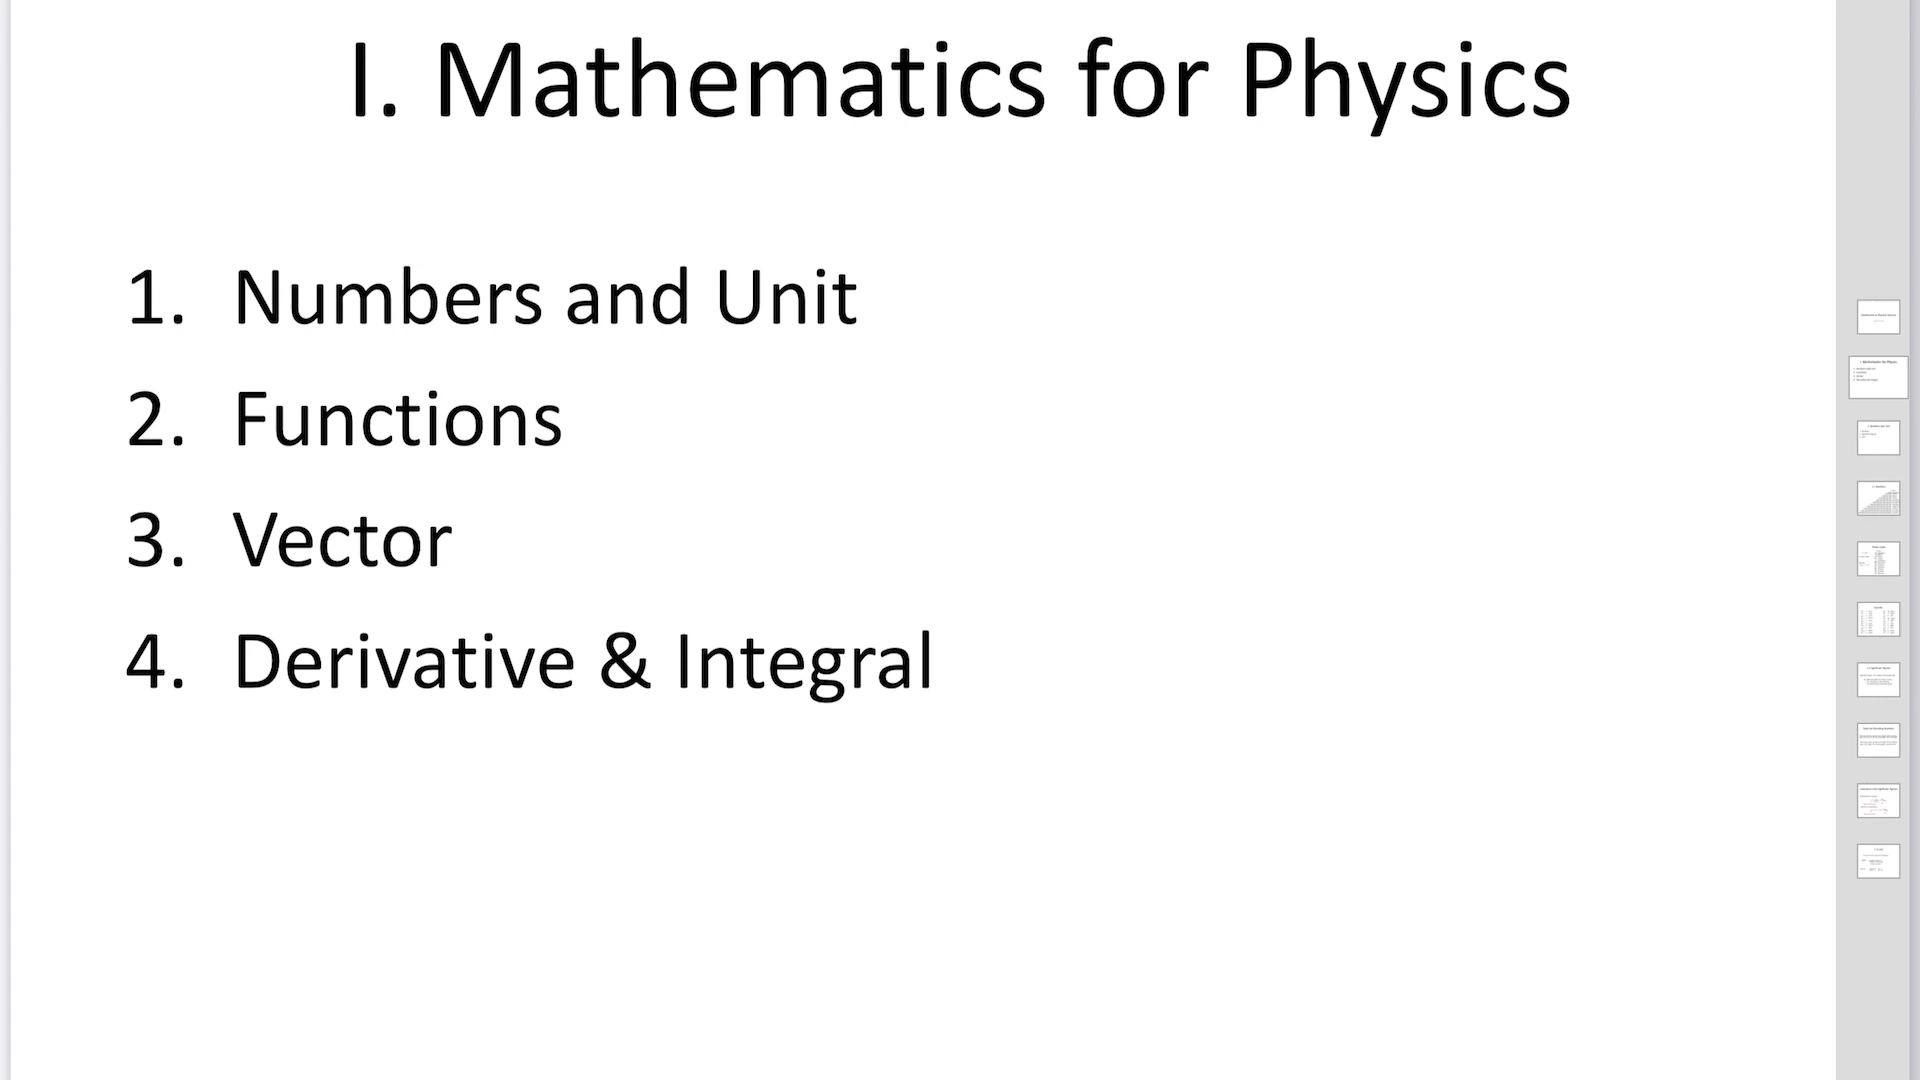 I. Mathematics for Physics
1. Numbers and Unit
2. Functions
3. Vector
4. Derivative & Integral